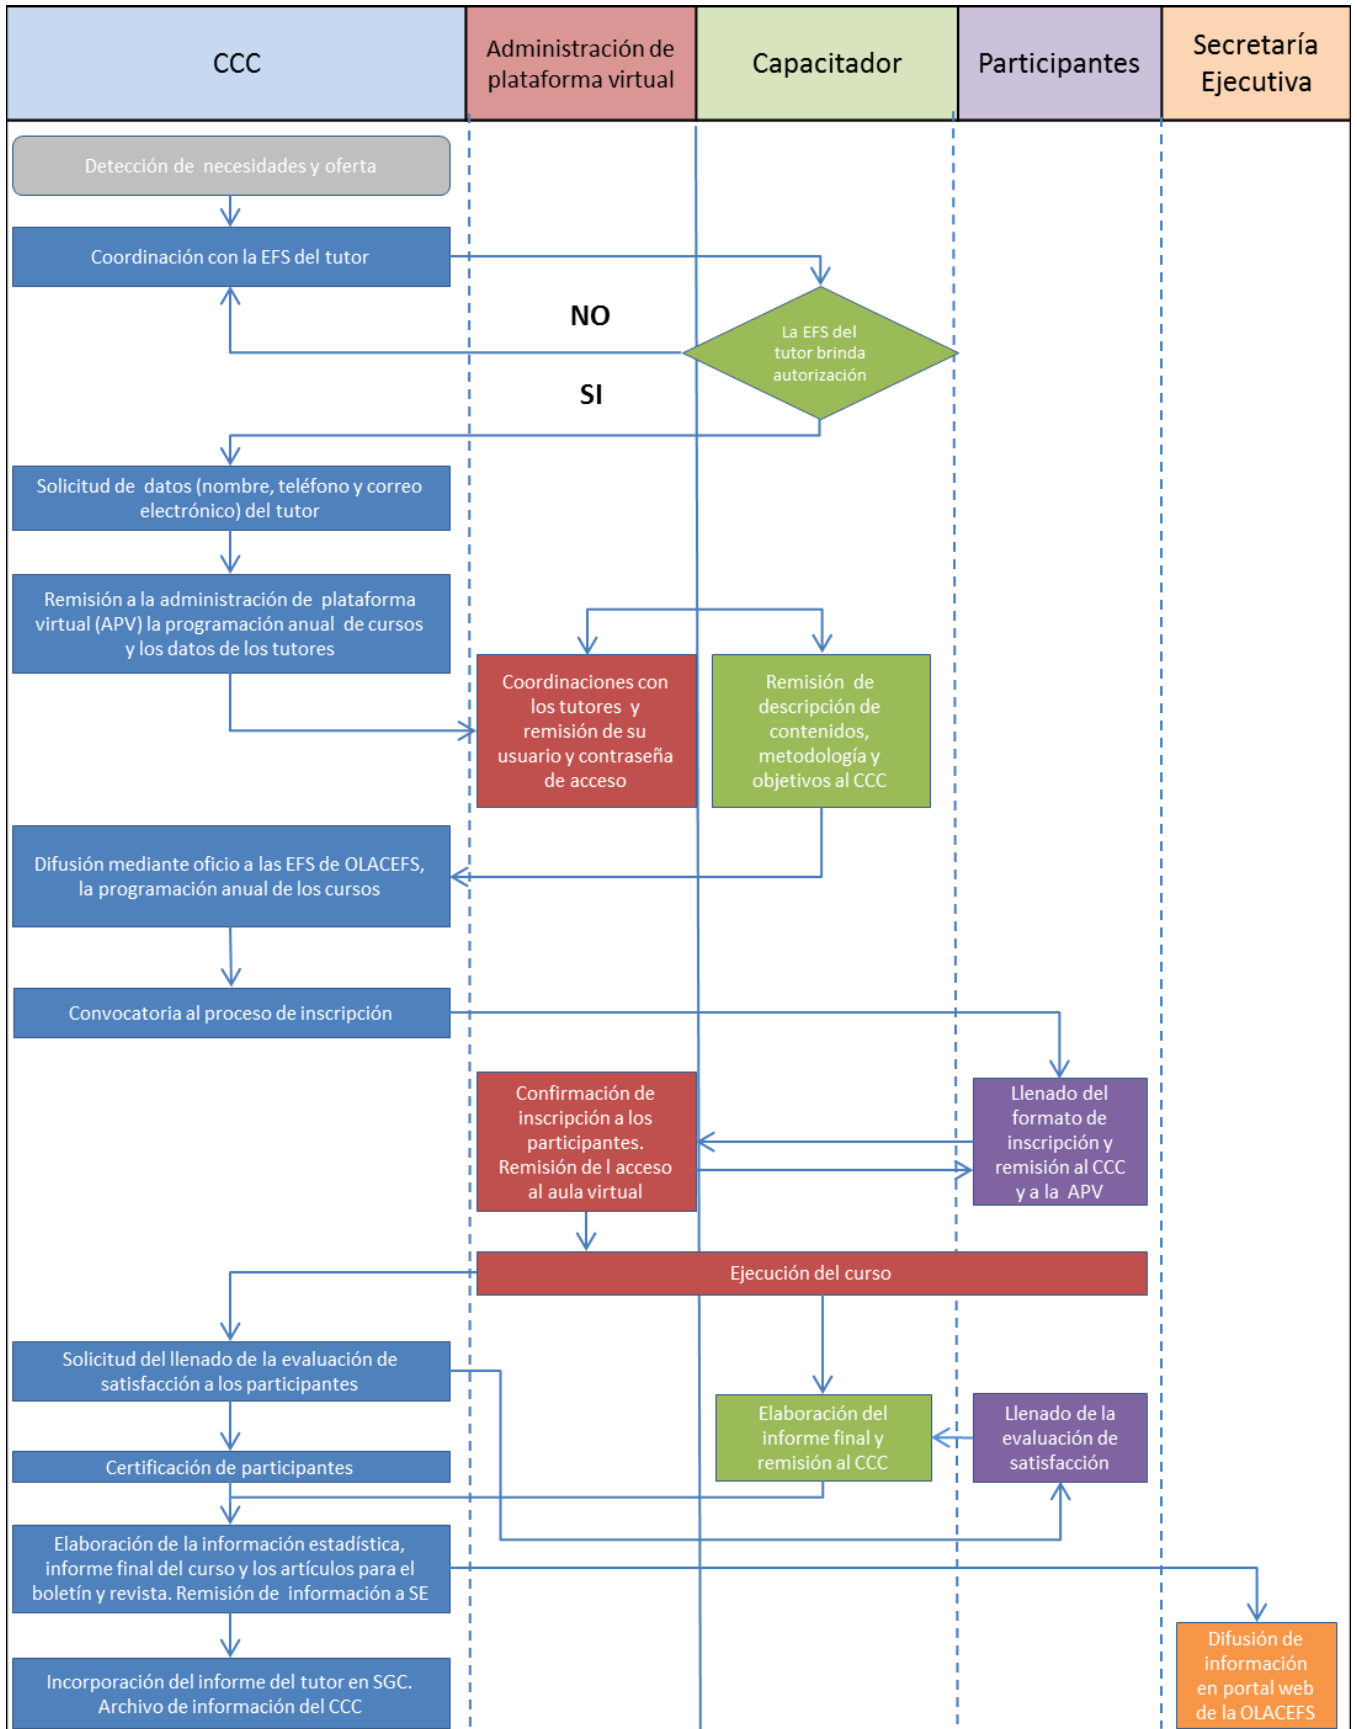 CCC
Administración de
plataforma virtual
Capacitador
Participantes
Secretaría
Ejecutiva
Detección de necesidades y oferta
Coordinación con la EFS del tutor
NO
La EFS del
tutor brinda
autorización
SI
Solicitud de datos (nombre, teléfono y correo
electrónico) del tutor
Remisión a la administración de plataforma
virtual (APV) la programación anual de cursos
y los datos de los tutores
Coordinaciones con
los tutores y
remisión de su
usuario y contraseña
de acceso
Remisión de
descripción de
contenidos,
metodología y
objetivos al CCC
Difusión mediante oficio a las EFS de OLACEFS,
la programación anual de los cursos
Convocatoria al proceso de inscripción
Confirmación de
inscripción a los
participantes.
Remisión de l acceso
al aula virtual
Llenado del
formato de
inscripción y
remisión al CCC
y a la APV
Ejecución del curso
Solicitud del llenado de la evaluación de
satisfacción a los participantes
Elaboración del
informe final y
remisión al CCC
Llenado de la
evaluación de
satisfacción
Certificación de participantes
Elaboración de la información estadística,
informe final del curso y los artículos para el
boletín y revista. Remisión de información a SE
Difusión de
información
en portal web
de la OLACEFS
Incorporación del informe del tutor en SGC.
Archivo de información del CCC